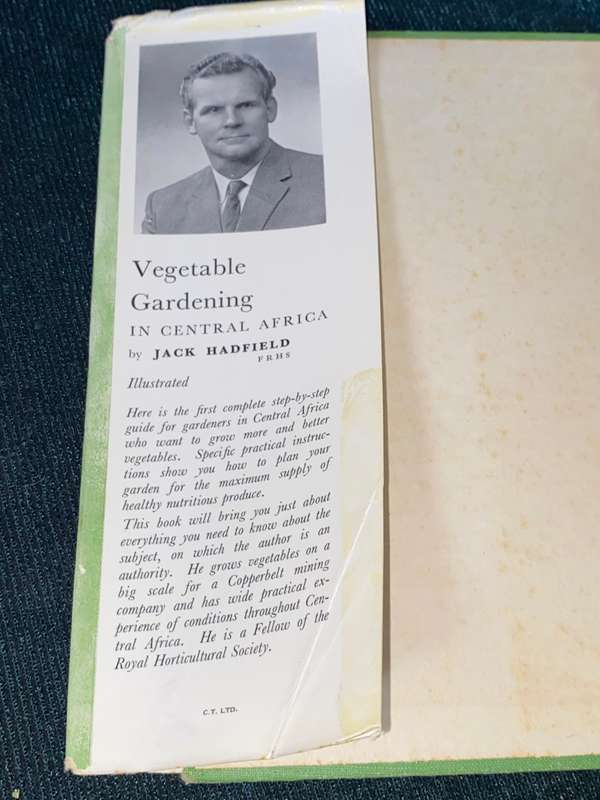 Vegetable
Gardening
IN CENTRAL AFRICA
by JACK HADFIELD
FRHS
Illustrated
Here is the first complete step-by-step
guide for gardeners in Central Africa
who want to grow more and better
vegetables. Specific practical instruc-
tions show you how to plan your
garden for the maximum supply of
healthy nutritious produce.
This book will bring you just about
everything you need to know about the
subject, on which the author is an
authority. He grows vegetables on a
big scale for a Copperbelt mining
company and has wide practical ex-
perience of conditions throughout Cen-
tral Africa. He is a Fellow of the
Royal Horticultural Society.
C.T. LTD.